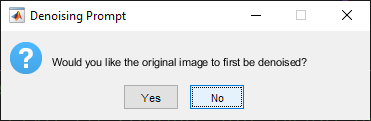 Denoising Prompt
Would you like the original image to first be denoised?
Yes
No